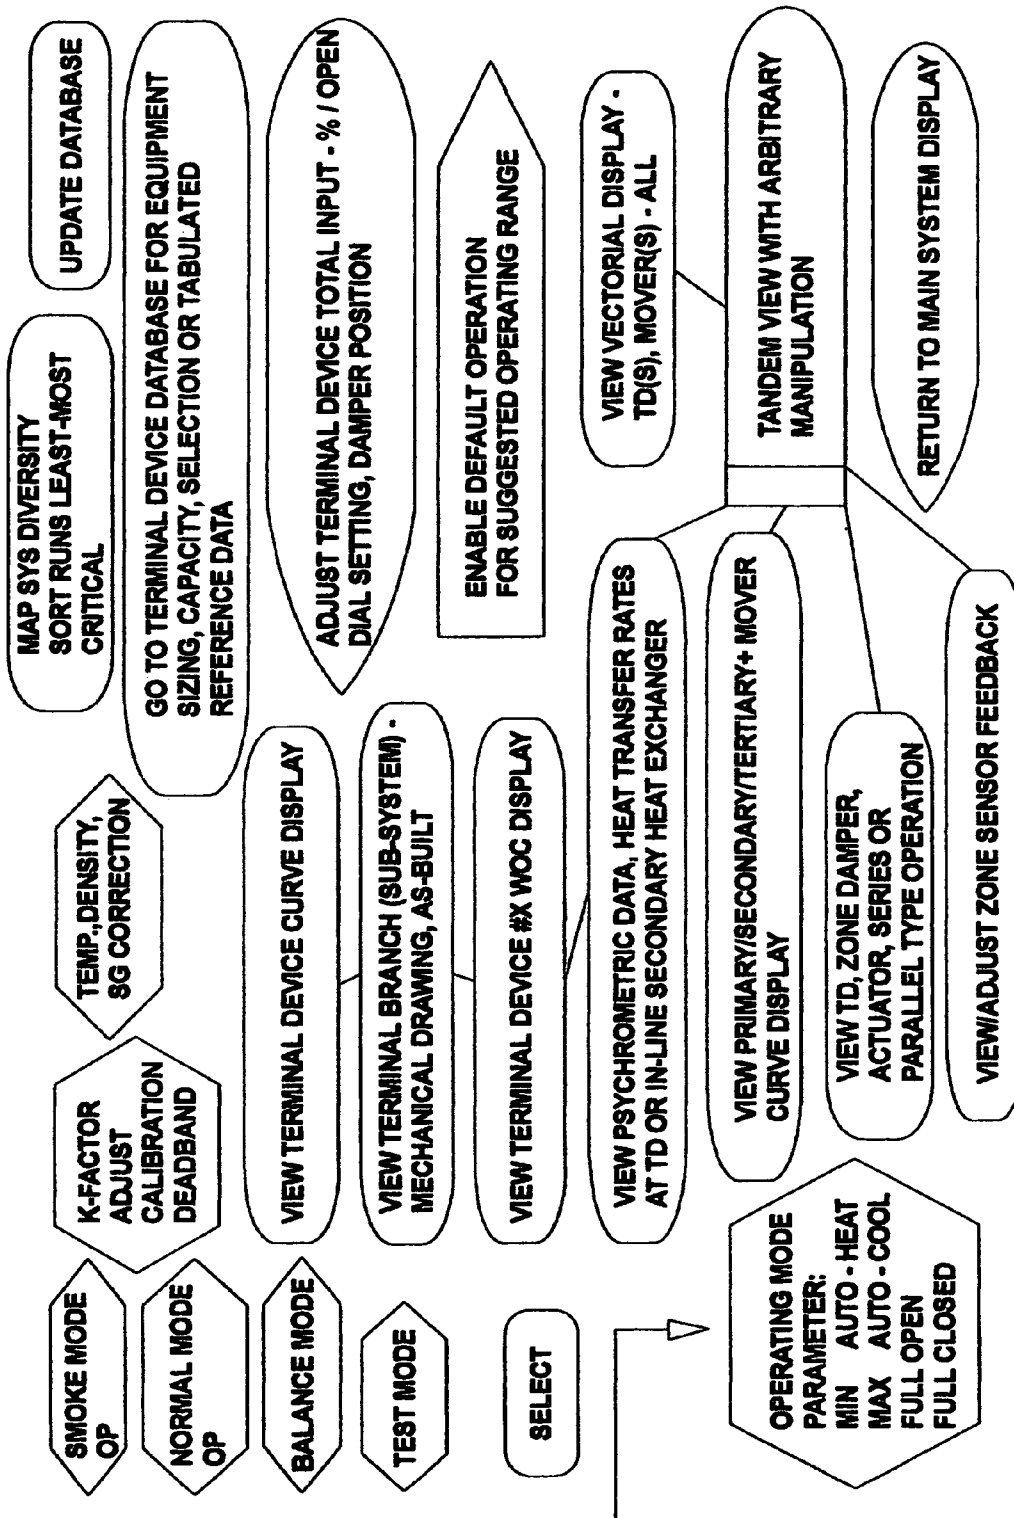 SMOKE MODE
OP
NORMAL MODE
OP
BALANCE MODE
TEST MODE
SELECT
OPERATING MODE
PARAMETER:
MIN AUTO - HEAT
MAX AUTO - COOL
FULL OPEN
FULL CLOSED
K-FACTOR
ADJUST
CALIBRATION
DEADBAND
TEMP.,DENSITY,
SG CORRECTION
VIEW TERMINAL DEVICE CURVE DISPLAY
VIEW TERMINAL BRANCH (SUB-SYSTEM) -
MECHANICAL DRAWNG, AS-BUILT
VIEW TERMINAL DEVICE #X WOC DISPLAY
VIEW PSYCHROMETRIC DATA, HEAT TRANSFER RATES
AT TD OR IN-LINE SECONDARY HEAT EXCHANGER
VIEW PRIMARY/SECONDARY/TERTIARY+ MOVER
CURVE DISPLAY
VIEW TD, ZONE DAMPER,
ACTUATOR, SERIES OR
PARALLEL TYPE OPERATION
VIEW/ADJUST ZONE SENSOR FEEDBACK
MAP SYS DIVERSITY
SORT RUNS LEAST-MOST
CRITICAL
UPDATE DATABASE
GO TO TERMINAL DEVICE DATABASE FOR EQUIPMENT
SIZING, CAPACITY, SELECTION OR TABULATED
REFERENCE DATA
ADJUST TERMINAL DEVICE TOTAL INPUT - % / OPEN
DIAL SETTING, DAMPER POSITION
ENABLE DEFAULT OPERATION
FOR SUGGESTED OPERATING RANGE
VIEW VECTORIAL DISPLAY -
TD(S), MOVER(S) - ALL
TANDEM VIEW WITH ARBITRARY
MANIPULATION
RETURN TO MAIN SYSTEM DISPLAY